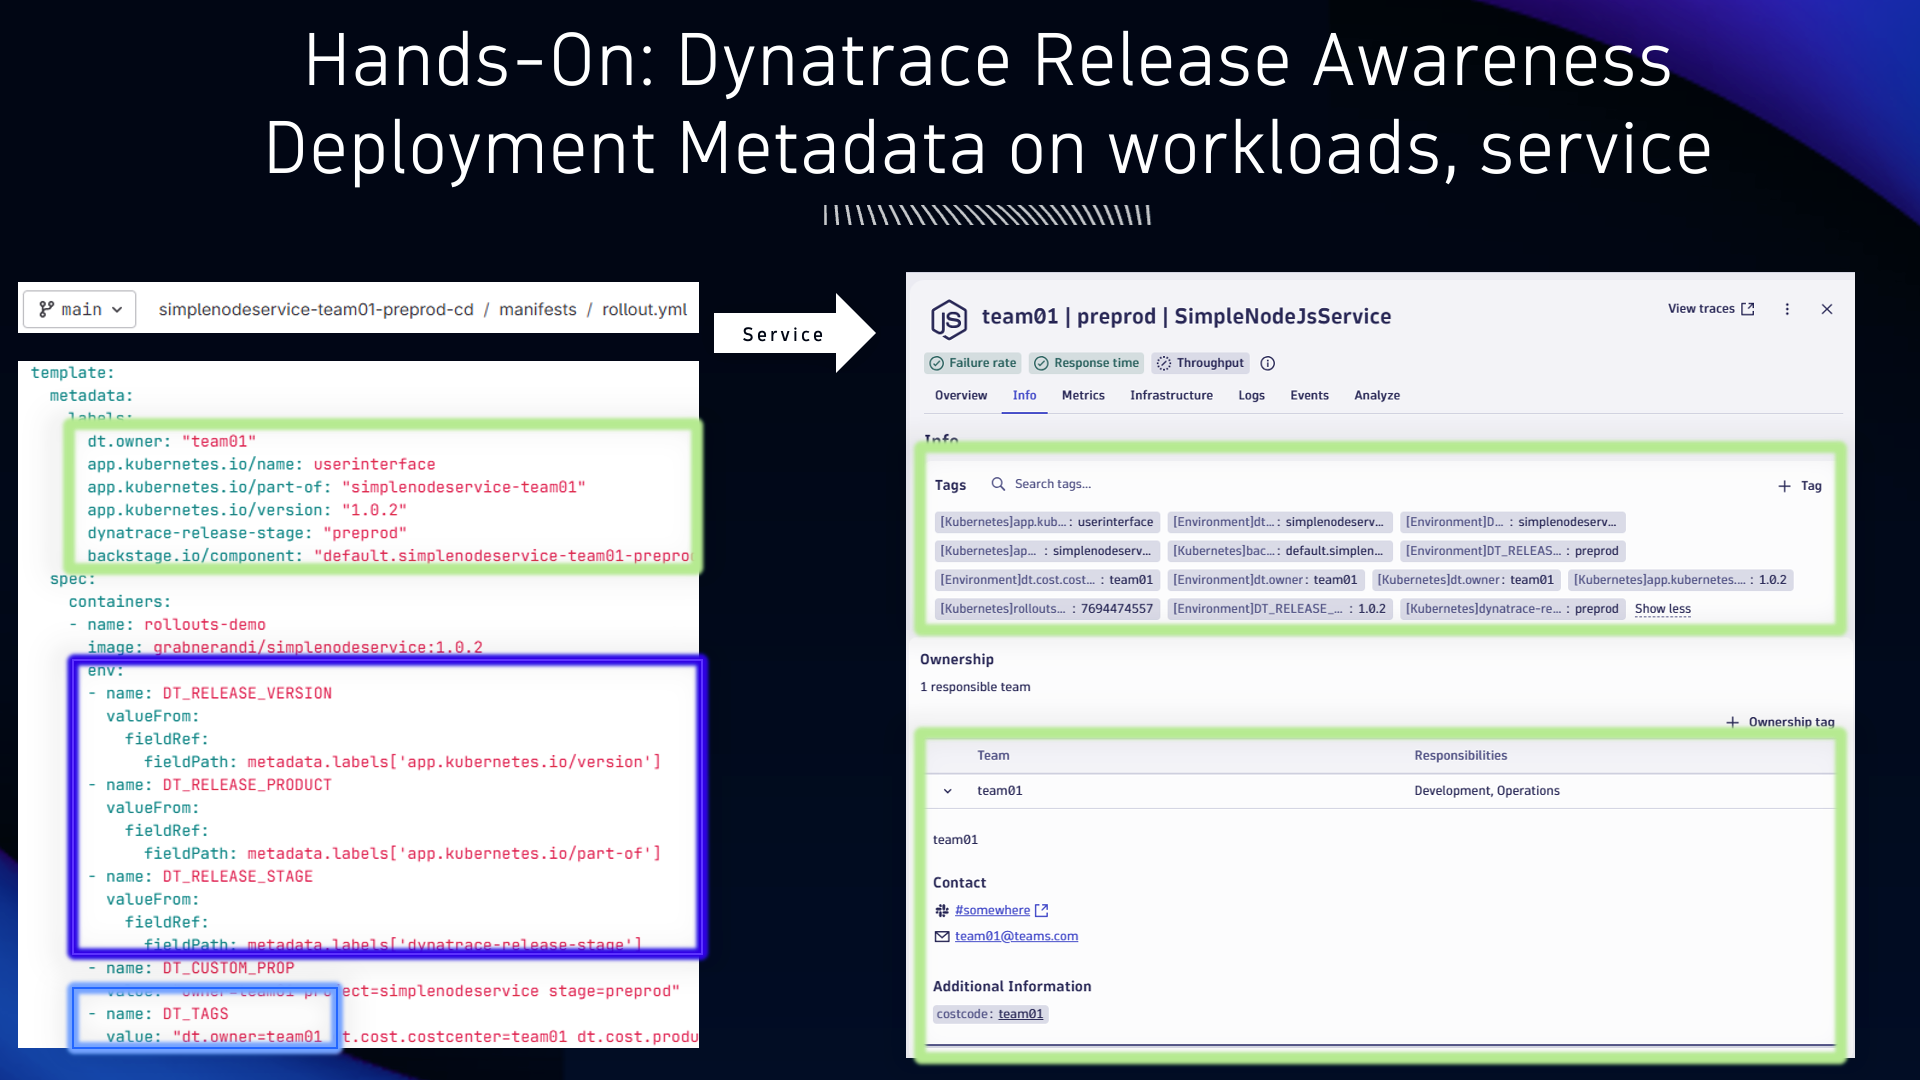 Hands-On: Dynatrace Release Awareness
Deployment Metadata on workloads, service
main
simplenodeservice-team01-preprod-cd / manifests / rollout.yml
template:
metadata:
labels:
dt.owner: "team01"
app.kubernetes.io/name: userinterface
app.kubernetes.io/part-of: "simplenodeservice-team01"
app.kubernetes.io/version: "1.0.2"
dynatrace-release-stage: "preprod"
backstage.io/component: "default.simplenodeservice-team01-preprod
spec:
containers:
- name: rollouts-demo
image: grabnerandi/simplenodeservice:1.0.2
env:
- name: DT_RELEASE_VERSION
valueFrom:
fieldRef:
fieldPath: metadata.labels['app.kubernetes.io/version']
- name: DT_RELEASE_PRODUCT
valueFrom:
fieldRef:
fieldPath: metadata.labels['app.kubernetes.io/part-of']
- name: DT_RELEASE_STAGE
valueFrom:
fieldRef:
fieldPath: metadata.labels['dynatrace-release-stage']
- name: DT_CUSTOM_PROP
value: "owner=team01 project=simplenodeservice stage=preprod"
- name: DT_TAGS
value: "dt.owner=team01 dt.cost.costcenter=team01 dt.cost.produ
Service
team01 | preprod | SimpleNodeJsService
View traces
Failure rate Response time Throughput
Overview Info Metrics Infrastructure Logs Events Analyze
Info
Tags Search tags... + Tag
[Kubernetes]app.kub... : userinterface [Environment]dt... : simplenodeserv... [Environment]D... : simplenodeserv...
[Kubernetes]ap... : simplenodeserv... [Kubernetes]bac... : default.simplen... [Environment]DT_RELEAS... : preprod
[Environment]dt.cost.cost... : team01 [Environment]dt.owner: team01 [Kubernetes]dt.owner: team01 [Kubernetes]app.kubernetes.... : 1.0.2
[Kubernetes]rollouts... : 7694474557 [Environment]DT_RELEASE_... : 1.0.2 [Kubernetes]dynatrace-re... : preprod Show less
Ownership
1 responsible team
+ Ownership tag
Team Responsibilities
team01 Development, Operations
team01
Contact
#somewhere
team01@teams.com
Additional Information
costcode: team01